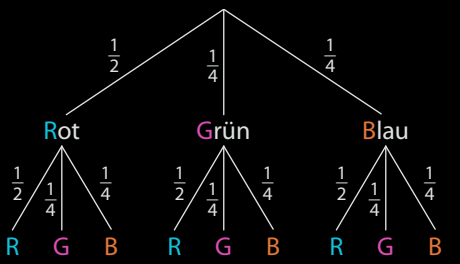 1/2 1/4 1/4
Rot Grün Blau
1/2 1/4 1/4 1/2 1/4 1/4 1/2 1/4 1/4
R G B R G B R G B